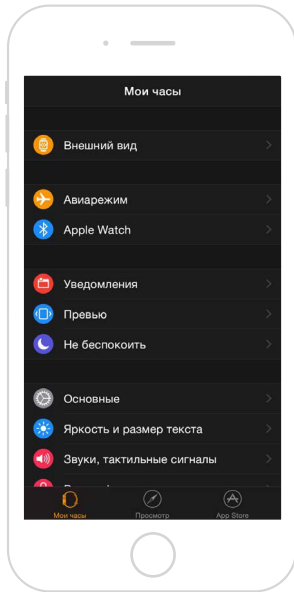 Мои часы
Внешний вид
Авиарежим
Apple Watch
Уведомления
Превью
Не беспокоить
Основные
Яркость и размер текста
Звуки, тактильные сигналы
Мои часы
Просмотр
App Store